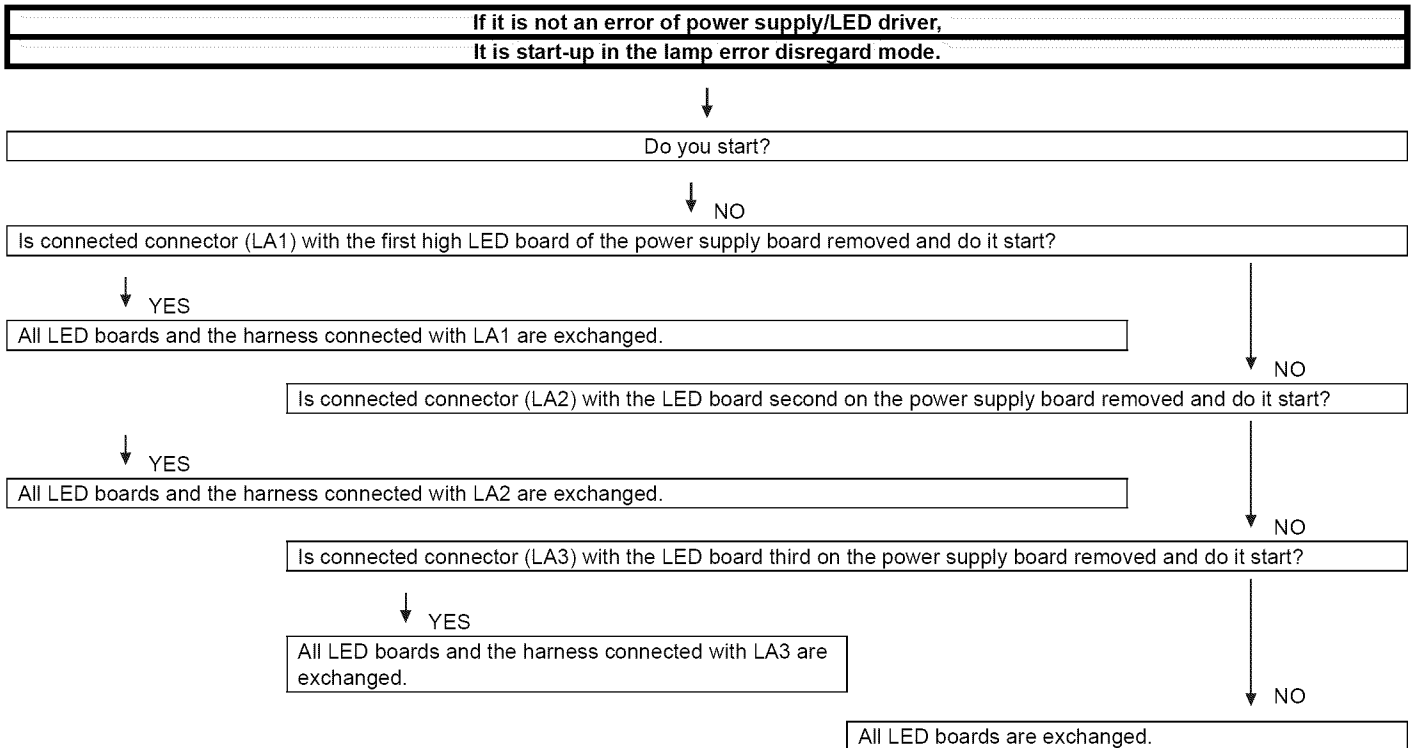 If it is not an error of power supply/LED driver,
It is start-up in the lamp error disregard mode.
Do you start?
NO
Is connected connector (LA1) with the first high LED board of the power supply board removed and do it start?
YES
All LED boards and the harness connected with LA1 are exchanged.
NO
Is connected connector (LA2) with the LED board second on the power supply board removed and do it start?
YES
All LED boards and the harness connected with LA2 are exchanged.
NO
Is connected connector (LA3) with the LED board third on the power supply board removed and do it start?
YES
All LED boards and the harness connected with LA3 are
exchanged.
NO
All LED boards are exchanged.